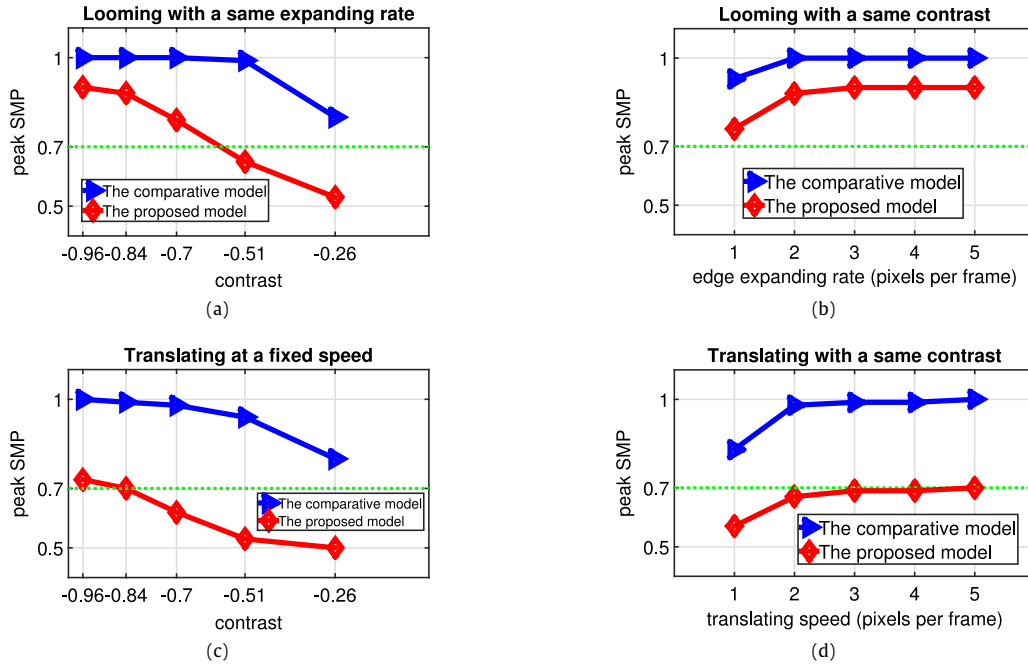 Looming with a same expanding rate
peak SMP
1
0.7
0.5
The comparative model
The proposed model
-0.96 -0.84 -0.7 -0.51 -0.26
contrast
(a)
Looming with a same contrast
peak SMP
1
0.7
0.5
The comparative model
The proposed model
1 2 3 4 5
edge expanding rate (pixels per frame)
(b)
Translating at a fixed speed
peak SMP
1
0.7
0.5
The comparative model
The proposed model
-0.96 -0.84 -0.7 -0.51 -0.26
contrast
(c)
Translating with a same contrast
peak SMP
1
0.7
0.5
The comparative model
The proposed model
1 2 3 4 5
translating speed (pixels per frame)
(d)